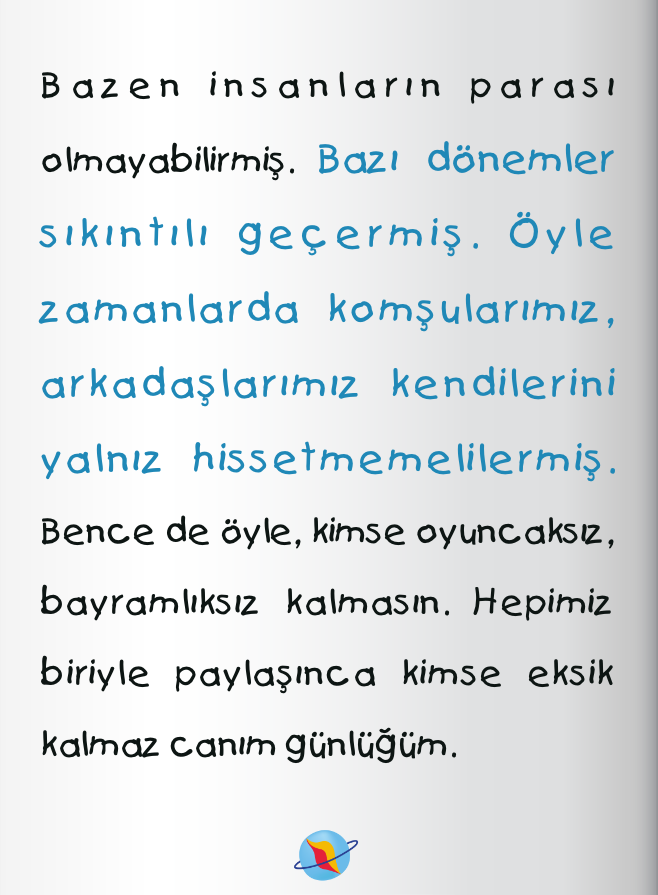 Bazen insanların parası
olmayabilirmiş. Bazı dönemler
sıkıntılı geçermiş. Öyle
zamanlarda komşularımız,
arkadaşlarımız kendilerini
yalnız hissetmemelilermiş.
Bence de öyle, kimse oyuncaksız,
bayramlıksız kalmasın. Hepimiz
biriyle paylaşınca kimse eksik
kalmaz canım günlüğüm.